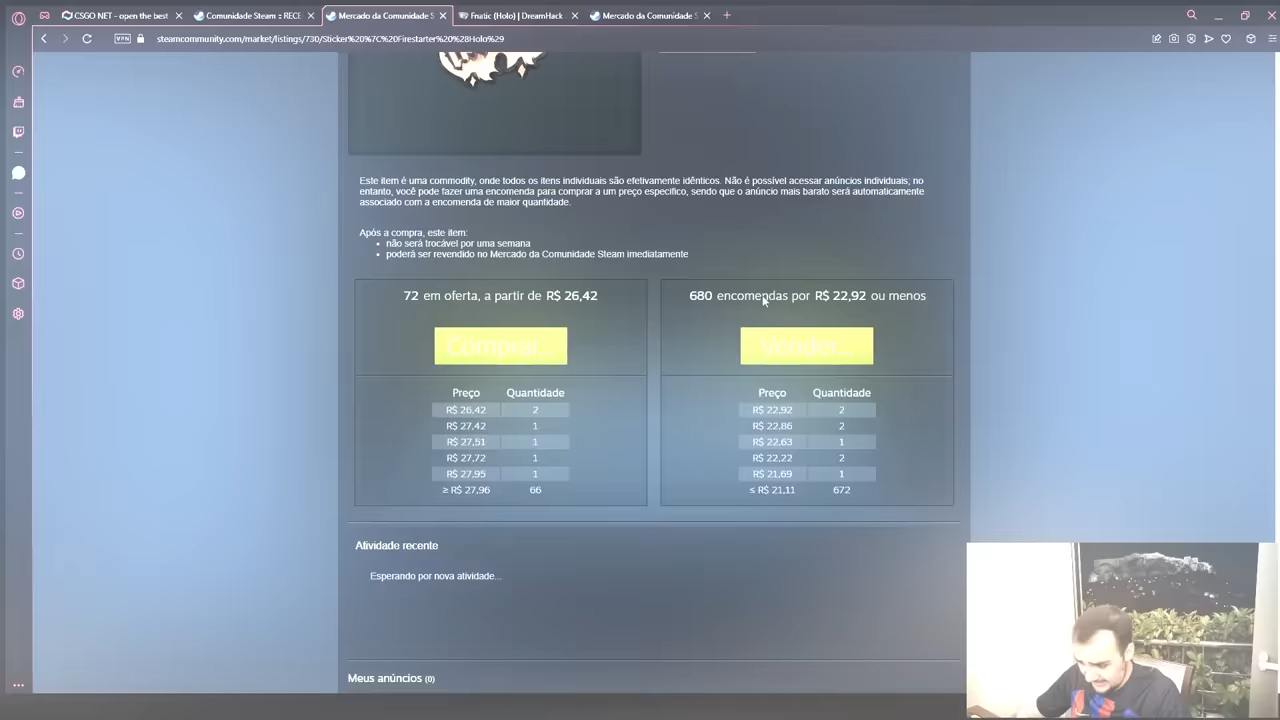 CSGO NET - open the best
Comunidade Steam :: RECE
Mercado da Comunidade S
Fnatic (Holo) | DreamHack
Mercado da Comunidade S
VPN
steamcommunity.com/market/listings/730/Sticker%20%7C%20Firestarter%20%28Holo%29
Este item é uma commodity, onde todos os itens individuais são efetivamente idênticos. Não é possível acessar anúncios individuais; no
entanto, você pode fazer uma encomenda para comprar a um preço específico, sendo que o anúncio mais barato será automaticamente
associado com a encomenda de maior quantidade.
Após a compra, este item:
não será trocável por uma semana
poderá ser revendido no Mercado da Comunidade Steam imediatamente
72 em oferta, a partir de R$ 26,42
680 encomendas por R$ 22,92 ou menos
Comprar...
Vender...
Preço Quantidade
R$ 26,42 2
R$ 27,42 1
R$ 27,51 1
R$ 27,72 1
R$ 27,95 1
≥ R$ 27,96 66
Preço Quantidade
R$ 22,92 2
R$ 22,86 2
R$ 22,63 1
R$ 22,22 2
R$ 21,69 1
≤ R$ 21,11 672
Atividade recente
Esperando por nova atividade...
Meus anúncios (0)